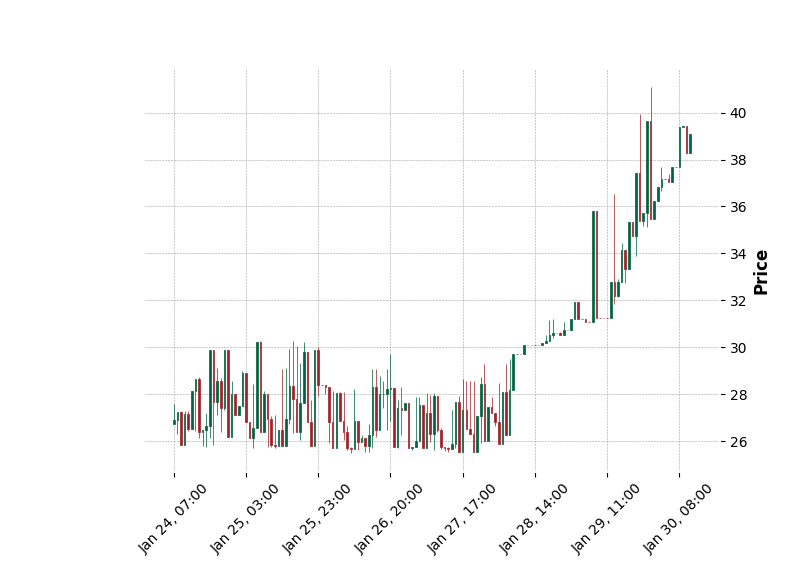 40
38
36
34
32
30
28
26
Price
Jan 24, 07:00
Jan 25, 03:00
Jan 25, 23:00
Jan 26, 20:00
Jan 27, 17:00
Jan 28, 14:00
Jan 29, 11:00
Jan 30, 08:00